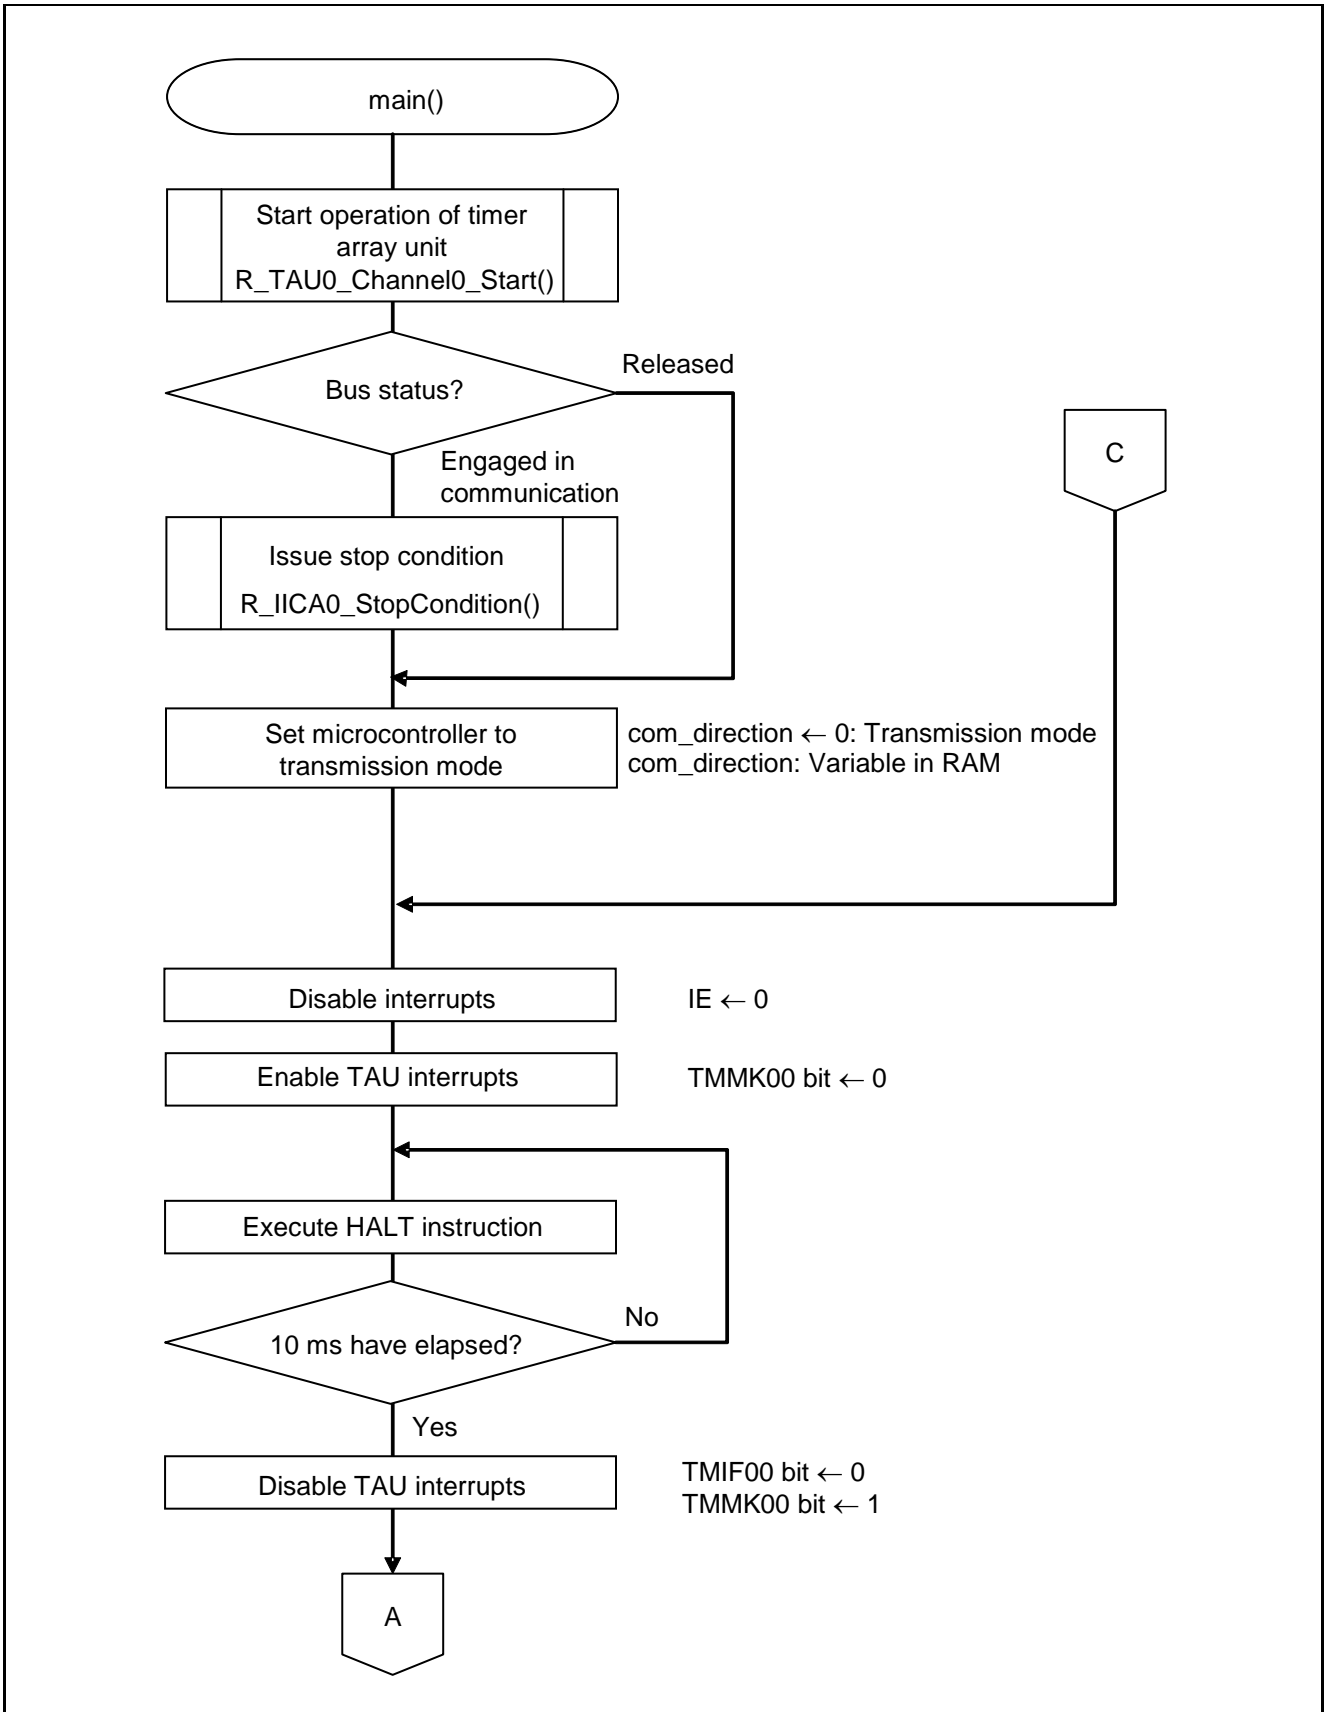 main()
Start operation of timer
array unit
R_TAU0_Channel0_Start()
Bus status?
Released
Engaged in
communication
C
Issue stop condition
R_IICA0_StopCondition()
Set microcontroller to
transmission mode
com_direction ← 0: Transmission mode
com_direction: Variable in RAM
Disable interrupts
IE ← 0
Enable TAU interrupts
TMMK00 bit ← 0
Execute HALT instruction
10 ms have elapsed?
No
Yes
Disable TAU interrupts
TMIF00 bit ← 0
TMMK00 bit ← 1
A